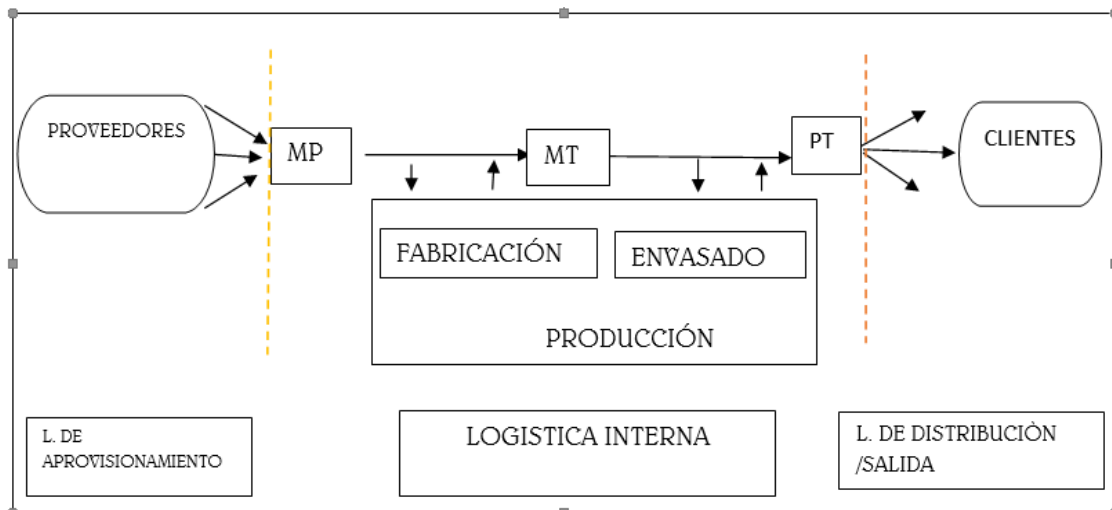 PROVEEDORES
MP
MT
PT
CLIENTES
FABRICACIÓN
ENVASADO
PRODUCCIÓN
L. DE
APROVISIONAMIENTO
LOGISTICA INTERNA
L. DE DISTRIBUCIÒN
/SALIDA